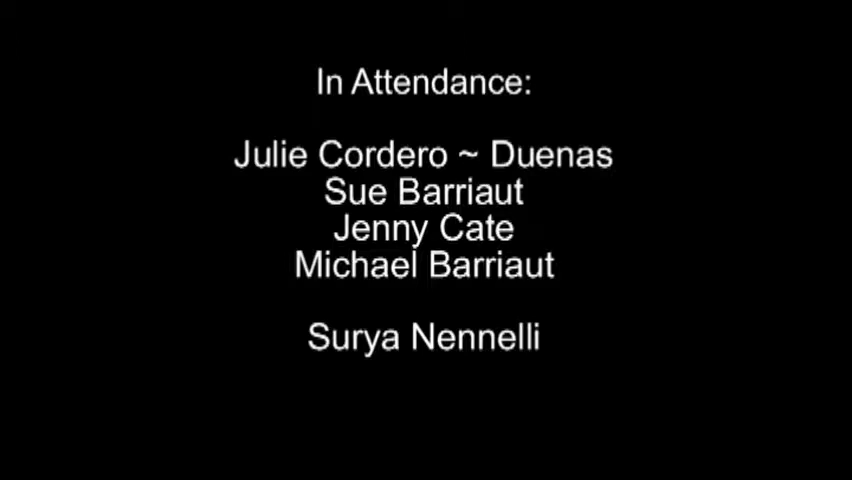 In Attendance:
Julie Cordero ~ Duenas
Sue Barriaut
Jenny Cate
Michael Barriaut
Surya Nennelli